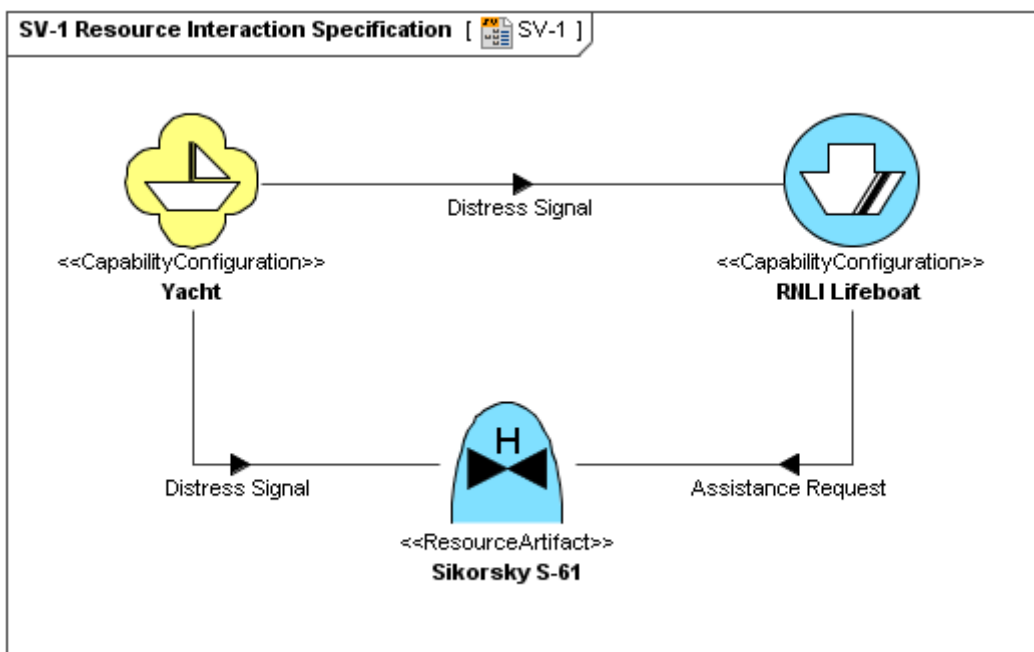 SV-1 Resource Interaction Specification [ SV-1 ]
Distress Signal
<<CapabilityConfiguration>>
Yacht
<<CapabilityConfiguration>>
RNLI Lifeboat
H
Distress Signal
Assistance Request
<<ResourceArtifact>>
Sikorsky S-61